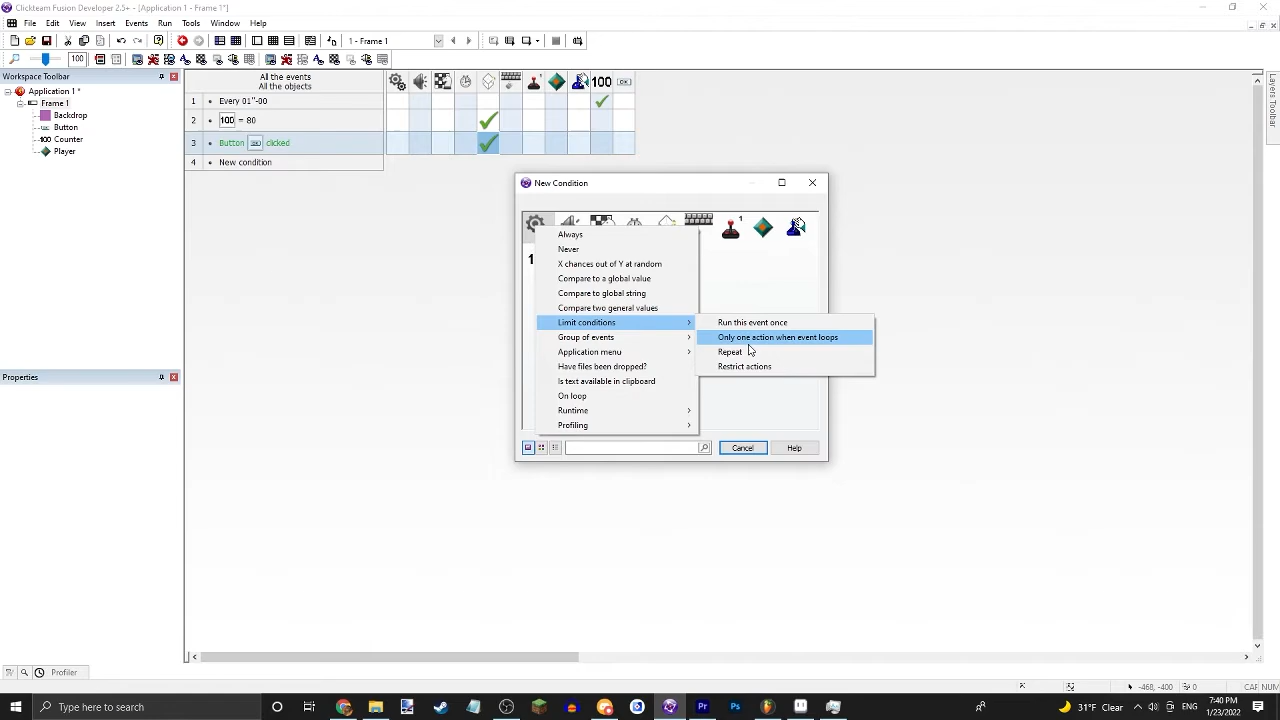 Clickteam Fusion Developer 2.5+ - [Application 1 - Frame 1*]
File Edit View Insert Events Run Tools Window Help
1 - Frame 1
100
Workspace Toolbar
Application 1 *
Frame 1
Backdrop
Button
Counter
Player
Properties
Profiler
All the events
All the objects
100
1 Every 01"-00
2 100 = 80
3 Button clicked
4 New condition
New Condition
Always
Never
X chances out of Y at random
Compare to a global value
Compare to global string
Compare two general values
Limit conditions
Group of events
Application menu
Have files been dropped?
Is text available in clipboard
On loop
Runtime
Profiling
Run this event once
Only one action when event loops
Repeat
Restrict actions
Cancel
Help
Layers Toolbar
-468, -400
0
CAP NUM
Type here to search
31°F Clear
7:40 PM
1/23/2022